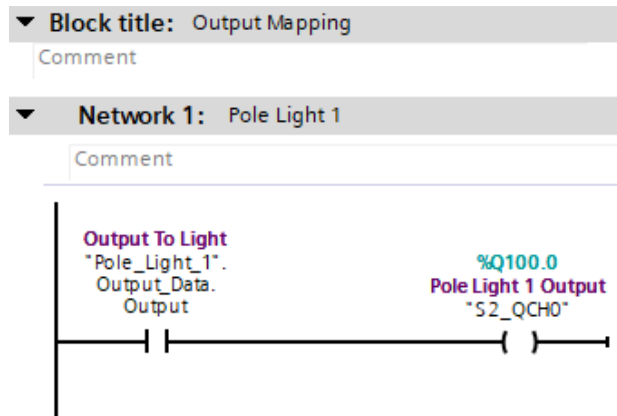 Block title: Output Mapping
Comment
Network 1: Pole Light 1
Comment
Output To Light
"Pole_Light_1".
Output_Data.
Output
%Q100.0
Pole Light 1 Output
"S2_QCH0"